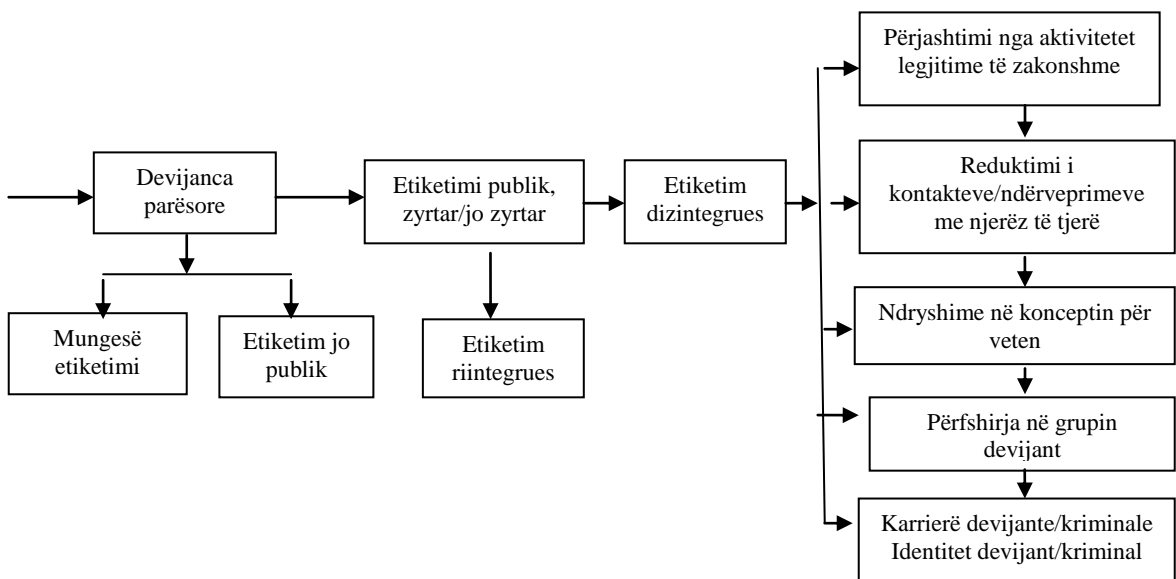 Devijanca
parësore
Mungesë
etiketimi
Etiketim jo
publik
Etiketimi publik,
zyrtar/jo zyrtar
Etiketim
riintegrues
Etiketim
dizintegrues
Përjashtimi nga aktivitetet
legjitime të zakonshme
Reduktimi i
kontakteve/ndërveprimeve
me njerëz të tjerë
Ndryshime në konceptin për
veten
Përfshirja në grupin
devijant
Karrierë devijante/kriminale
Identitet devijant/kriminal